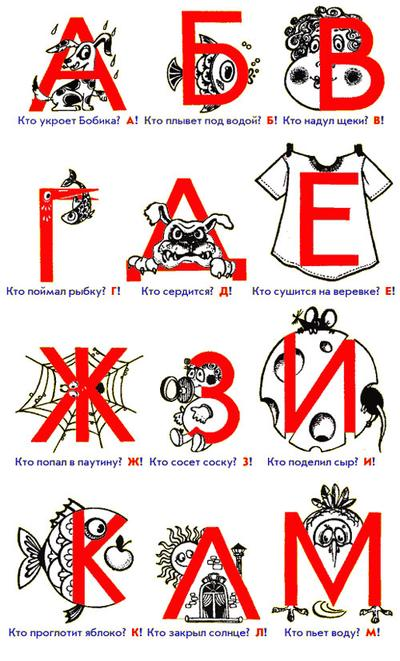 А Б В
Кто укроет Бобика? А! Кто плывет под водой? Б! Кто надул щеки? В!
Г Д Е
Кто поймал рыбку? Г! Кто сердится? Д! Кто сушится на веревке? Е!
Ж З И
Кто попал в паутину? Ж! Кто сосет соску? З! Кто поделил сыр? И!
К Л М
Кто проглотит яблоко? К! Кто закрыл солнце? Л! Кто пьет воду? М!